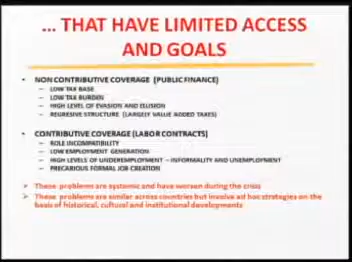 ... THAT HAVE LIMITED ACCESS
AND GOALS
• NON CONTRIBUTIVE COVERAGE (PUBLIC FINANCE)
– LOW TAX BASE
– LOW TAX BURDEN
– HIGH LEVEL OF EVASION AND ELUSION
– REGRESIVE STRUCTURE (LARGELY VALUE ADDED TAXES)
• CONTRIBUTIVE COVERAGE (LABOR CONTRACTS)
– ROLE INCOMPATIBILITY
– LOW EMPLOYMENT GENERATION
– HIGH LEVELS OF UNDEREMPLOYMENT – INFORMALITY AND UNEMPLOYMENT
– PRECARIOUS FORMAL JOB CREATION
➢ These problems are systemic and have worsen during the crisis
➢ These problems are similar across countries but involve ad hoc strategies on the
basis of historical, cultural and institutional developments